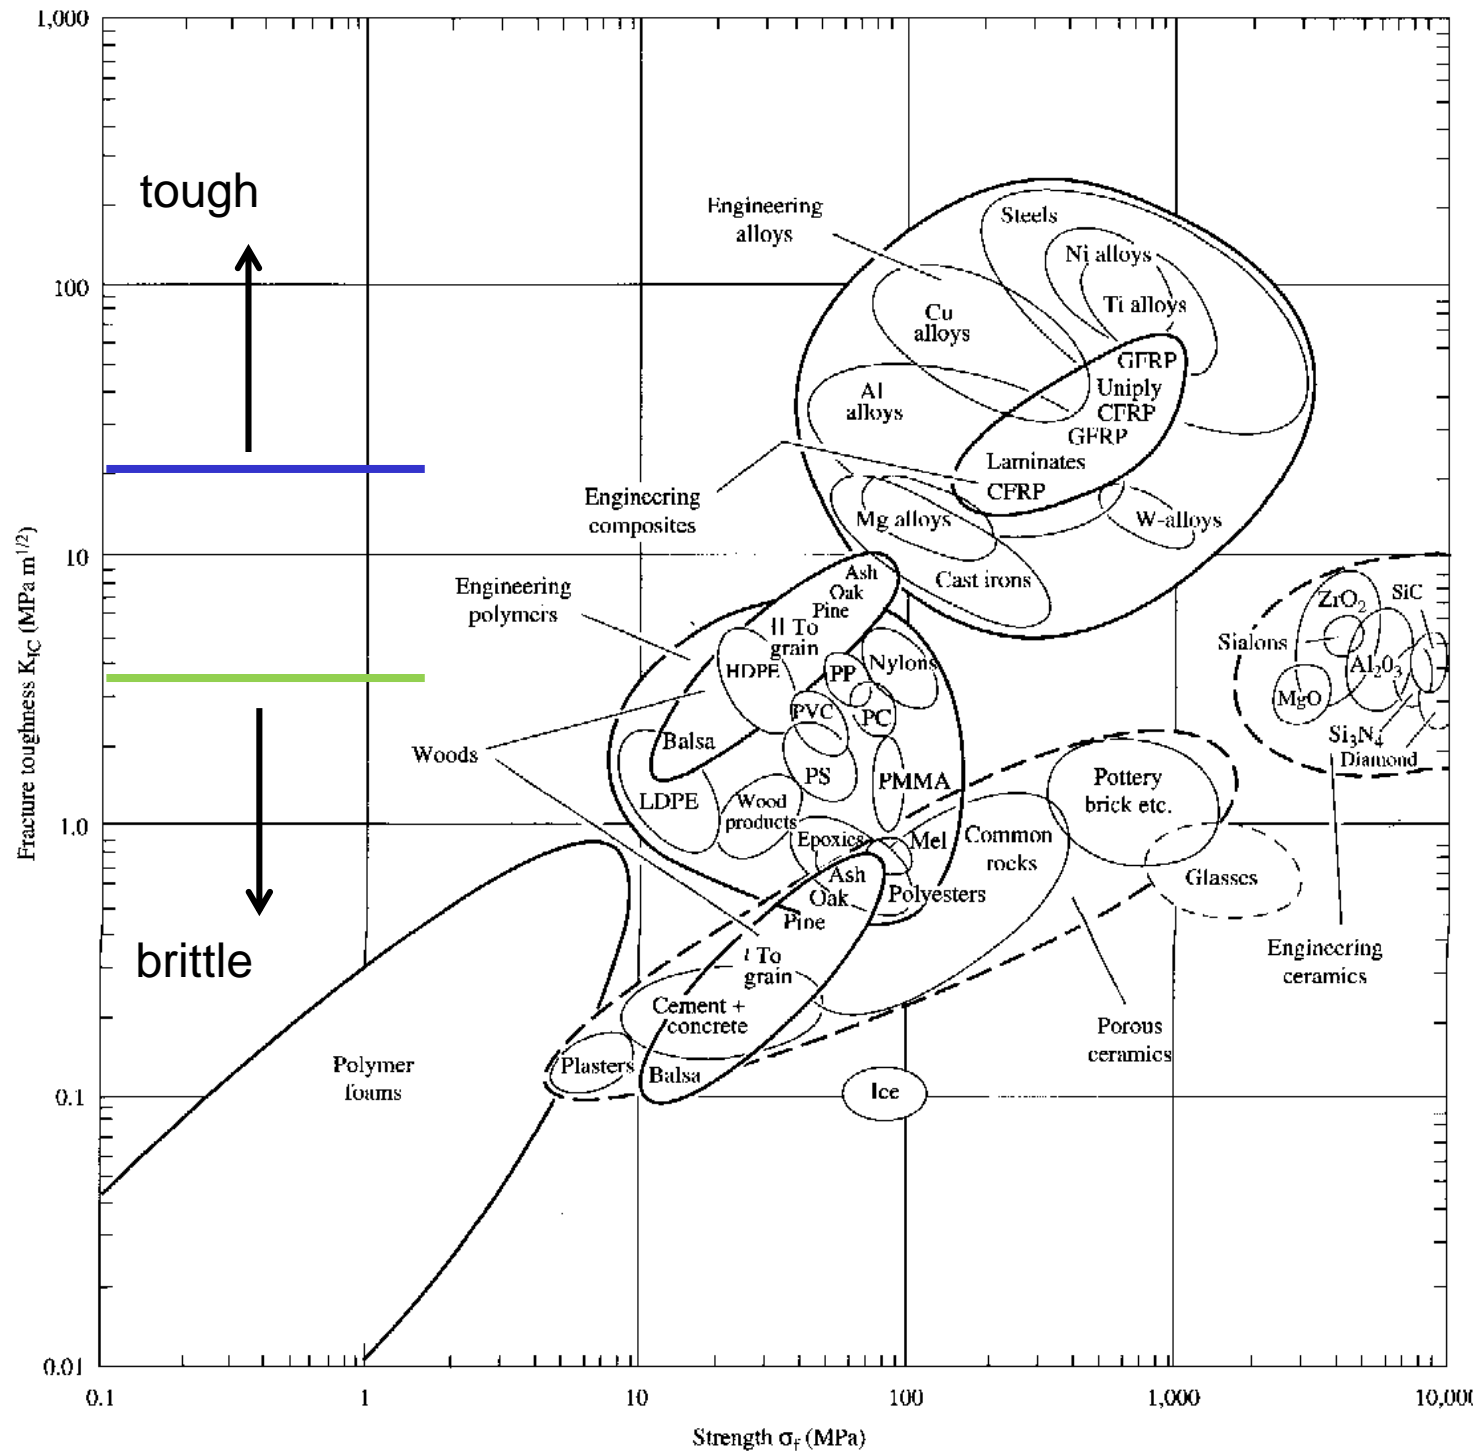 1,000
tough
Engineering
alloys
Steels
Ni alloys
Ti alloys
100
Cu
alloys
GFRP
Uniply
CFRP
GFRP
Al
alloys
Laminates
CFRP
Engineering
composites
Mg alloys
W-alloys
10
Cast irons
Engineering
polymers
Ash
Oak
Pine
|| To
grain
HDPE
PP
Nylons
PVC
PC
Woods
Balsa
PS
PMMA
LDPE
Wood
products
ZrO2
SiC
Sialons
Al203
MgO
Si3N4
Diamond
Pottery
brick etc.
1.0
Epoxics
Mel
Common
rocks
Ash
Oak
Polyesters
Pine
Glasses
brittle
To
grain
Engineering
ceramics
Cement +
concrete
Porous
ceramics
Polymer
foams
Plasters
Balsa
Ice
0.1
0.01
0.1
1
10
100
1,000
10,000
Fracture toughness KIC (MPa m1/2)
Strength σf (MPa)